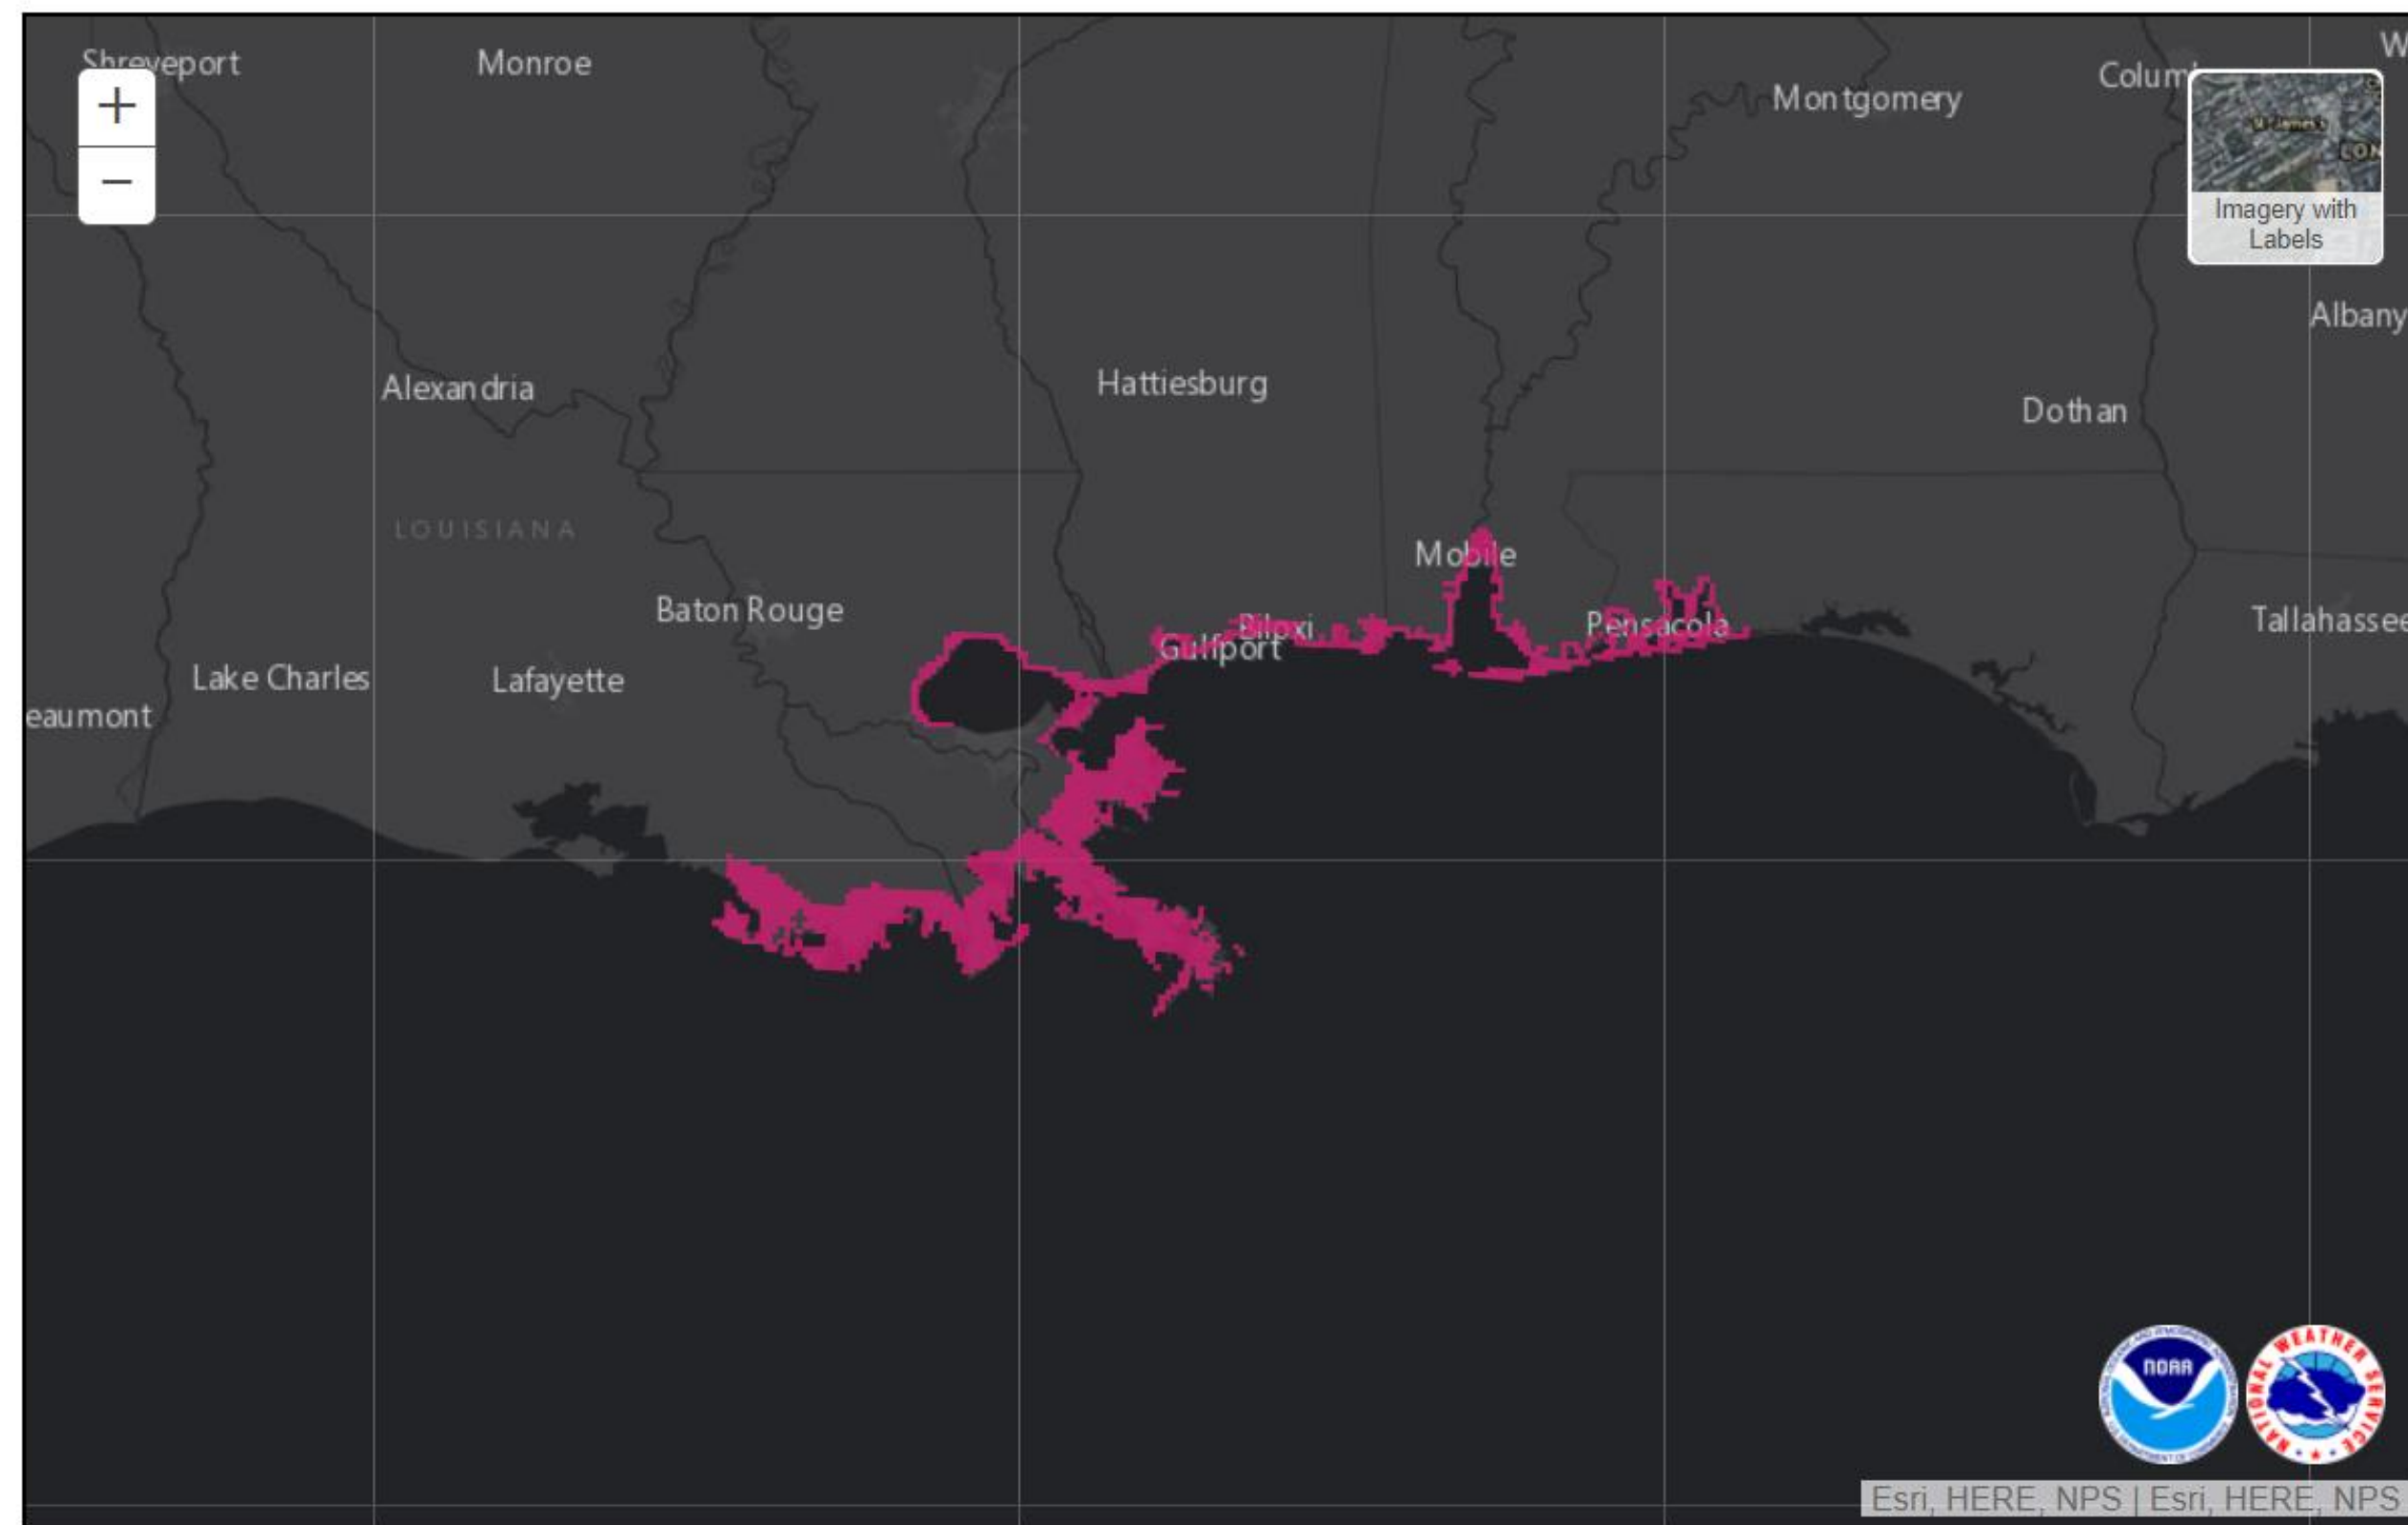 Shreveport
Monroe
Montgomery
+
−
Imagery with
Labels
Albany
Alexandria
Hattiesburg
Dothan
LOUISIANA
Mobile
Baton Rouge
Biloxi
Pensacola
Tallahassee
Gulfport
Lake Charles
Lafayette
eaumont
NOAA
NATIONAL WEATHER SERVICE
Esri, HERE, NPS | Esri, HERE, NPS